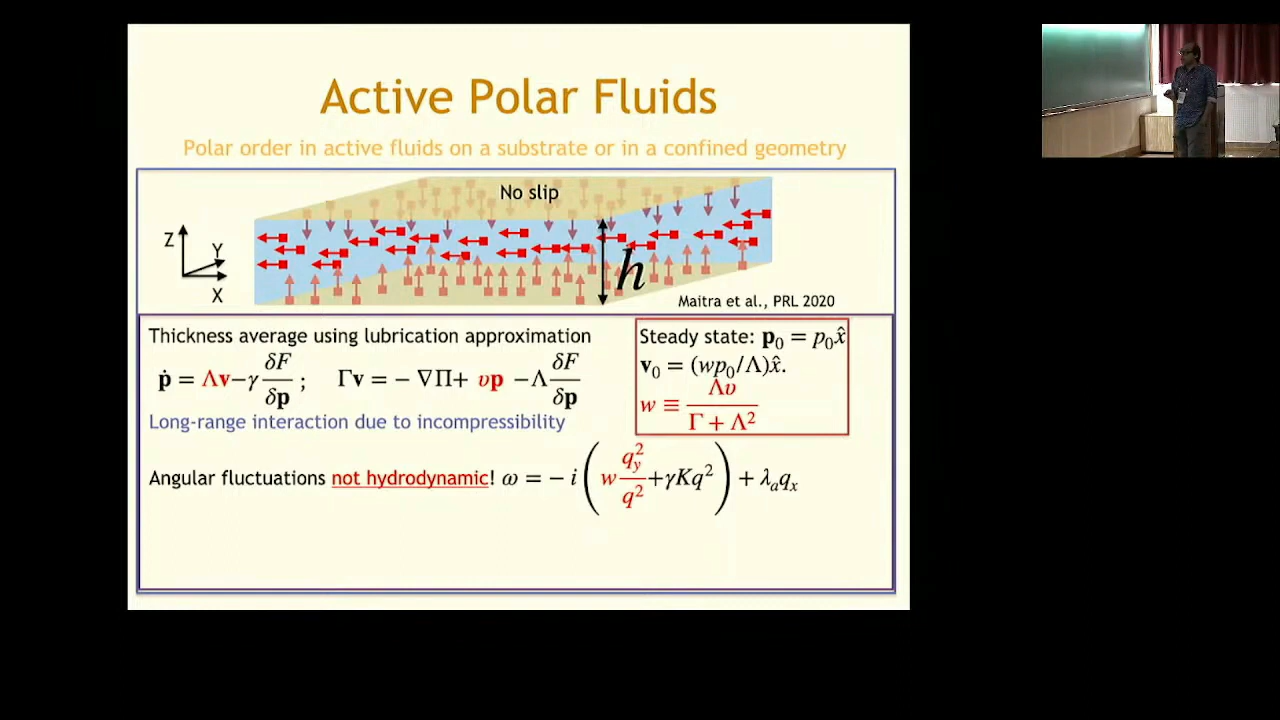 Active Polar Fluids
Polar order in active fluids on a substrate or in a confined geometry
No slip
Z
Y
X
h
Maitra et al., PRL 2020
Thickness average using lubrication approximation
ṗ = Λv−γ δF/δp ; Γv = − ∇Π+ υp −Λ δF/δp
Long-range interaction due to incompressibility
Steady state: p₀ = p₀x̂
v₀ = (wp₀/Λ)x̂.
w ≡ Λυ/(Γ + Λ²)
Angular fluctuations not hydrodynamic! ω = − i (w q_y²/q² +γKq²) + λₐqₓ